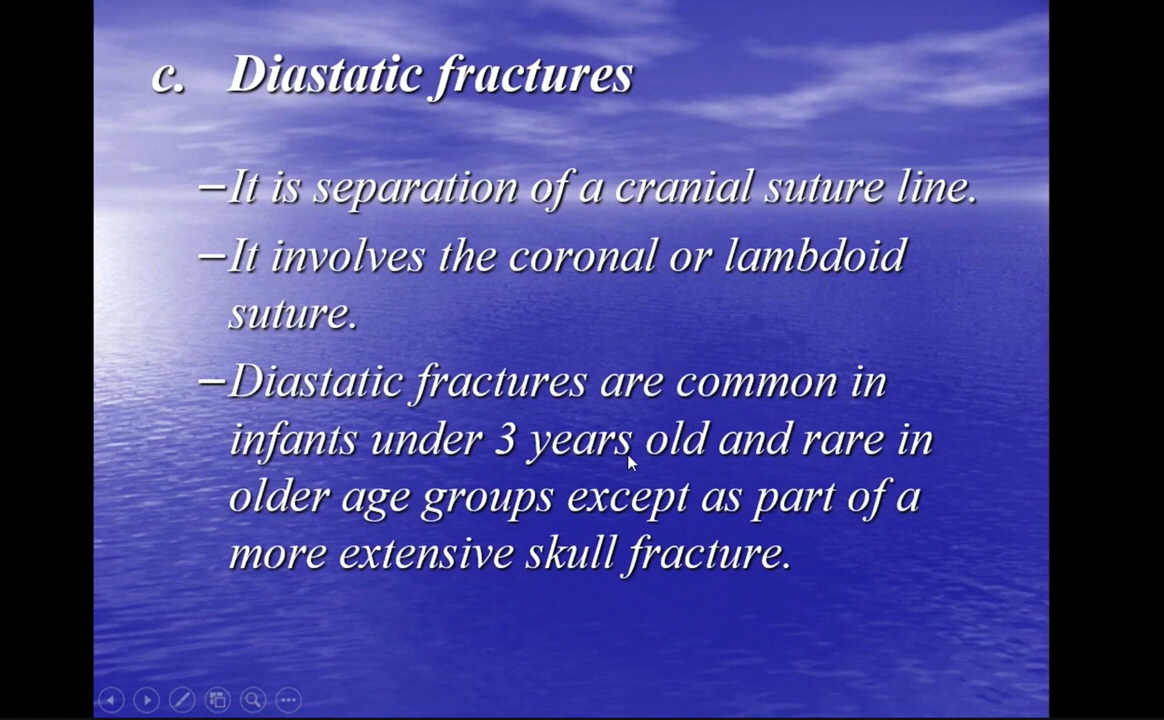 c. Diastatic fractures
–It is separation of a cranial suture line.
–It involves the coronal or lambdoid
suture.
–Diastatic fractures are common in
infants under 3 years old and rare in
older age groups except as part of a
more extensive skull fracture.